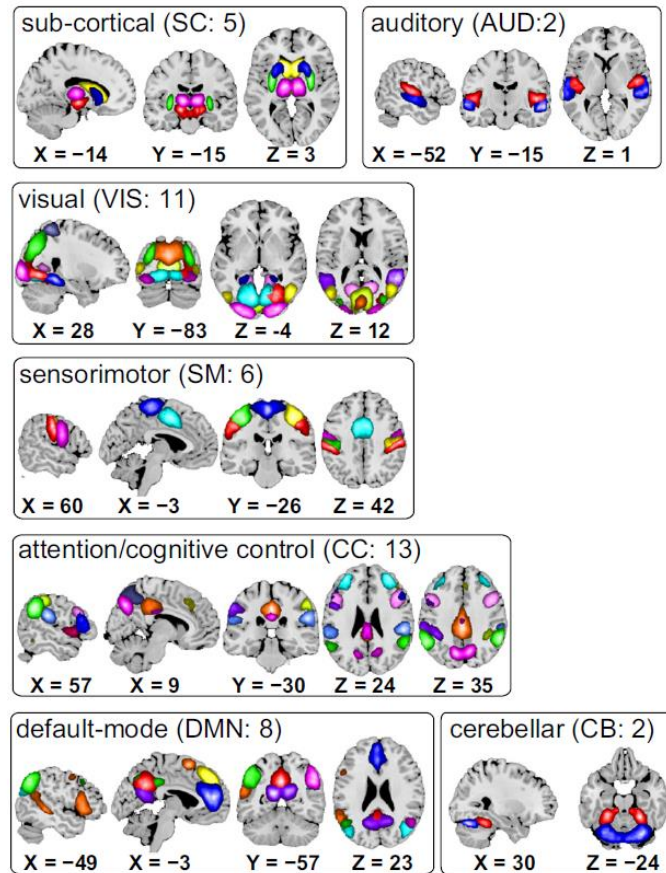 sub-cortical (SC: 5)
X = −14 Y = −15 Z = 3
auditory (AUD:2)
X = −52 Y = −15 Z = 1
visual (VIS: 11)
X = 28 Y = −83 Z = -4 Z = 12
sensorimotor (SM: 6)
X = 60 X = −3 Y = −26 Z = 42
attention/cognitive control (CC: 13)
X = 57 X = 9 Y = −30 Z = 24 Z = 35
default-mode (DMN: 8)
X = −49 X = −3 Y = −57 Z = 23
cerebellar (CB: 2)
X = 30 Z = −24